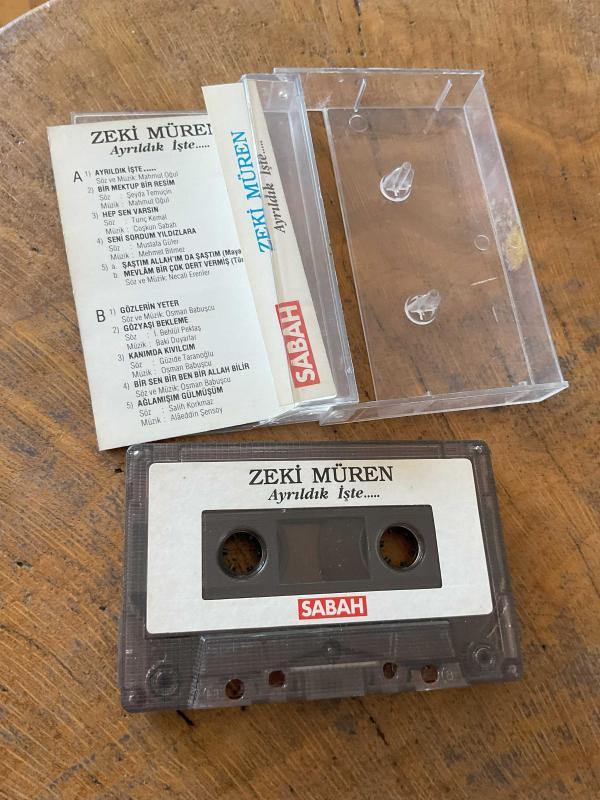 ZEKİ MÜREN
Ayrıldık İşte.....
A 1) AYRILDIK İŞTE.....
Söz ve Müzik: Mahmut Oğul
2) BİR MEKTUP BİR RESİM
Söz : Şeyda Temuçin
Müzik : Mahmut Oğul
3) HEP SEN VARSIN
Söz : Tunç Kemal
Müzik : Coşkun Sabah
4) SENİ SORDUM YILDIZLARA
Söz : Mustafa Güler
Müzik : Mehmet Bitmez
5) a. ŞAŞTIM ALLAH'IM DA ŞAŞTIM (Maya
b. MEVLÂM BİR ÇOK DERT VERMİŞ (Tür
Söz ve Müzik: Necati Erenler
B 1) GÖZLERİN YETER
Söz ve Müzik: Osman Babuşcu
2) GÖZYAŞI BEKLEME
Söz : İ. Behlül Pektaş
Müzik : Baki Duyarlar
3) KANIMDA KIVILCIM
Söz : Güzide Taranoğlu
Müzik : Osman Babuşcu
4) BİR SEN BİR BEN BİR ALLAH BİLİR
Söz ve Müzik: Osman Babuşcu
5) AĞLAMIŞIM GÜLMÜŞÜM
Söz : Salih Korkmaz
Müzik : Alâeddin Şensoy
ZEKİ MÜREN
Ayrıldık İşte.....
SABAH
ZEKİ MÜREN
Ayrıldık İşte.....
SABAH